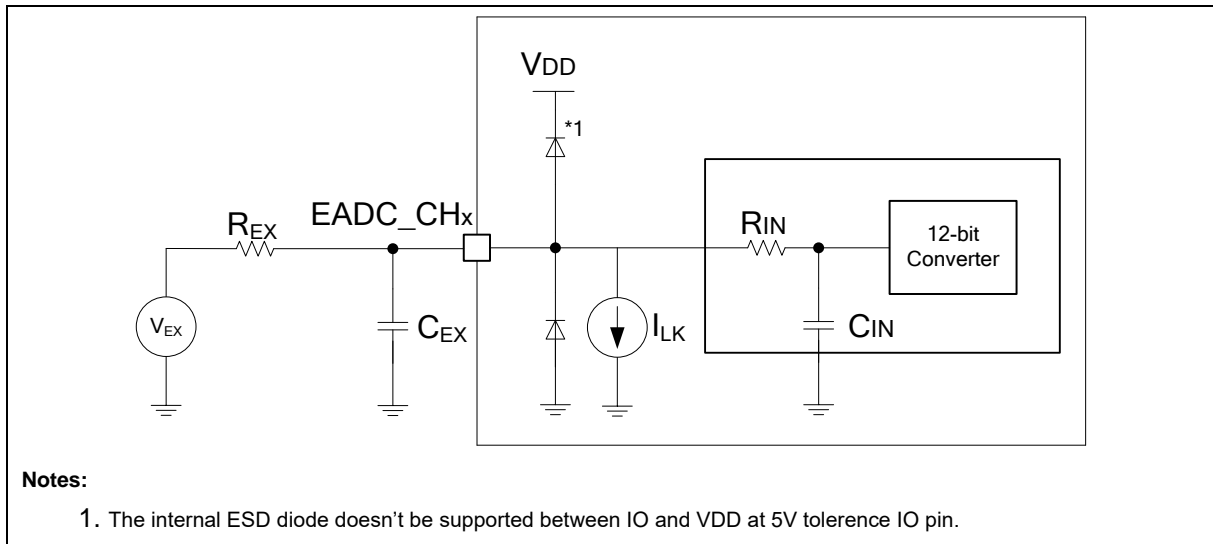 VDD
*1
EADC_CHx
REX
RIN
12-bit
Converter
VEX
CEX
ILK
CIN
Notes:
1. The internal ESD diode doesn't be supported between IO and VDD at 5V tolerence IO pin.